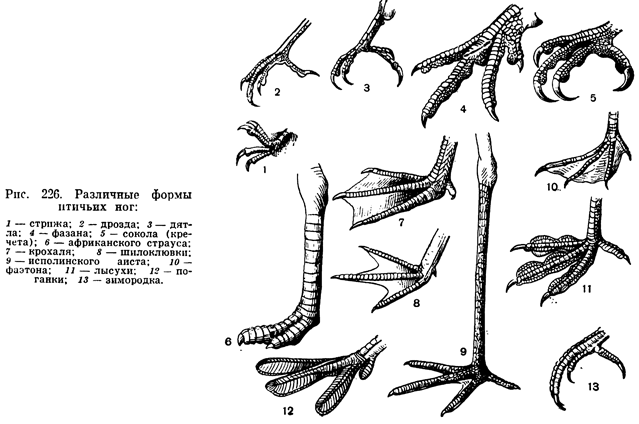 Рис. 226. Различные формы
птичьих ног:
1 — стрижа; 2 — дрозда; 3 — дят-
ла; 4 — фазана; 5 — сокола (кре-
чета); 6 — африканского страуса;
7 — крохаля; 8 — шилоклювки;
9 — исполинского аиста; 10 —
фаэтона; 11 — лысухи; 12 — по-
ганки; 13 — зимородка.
2
3
4
5
1
10
7
8
11
6
9
12
13